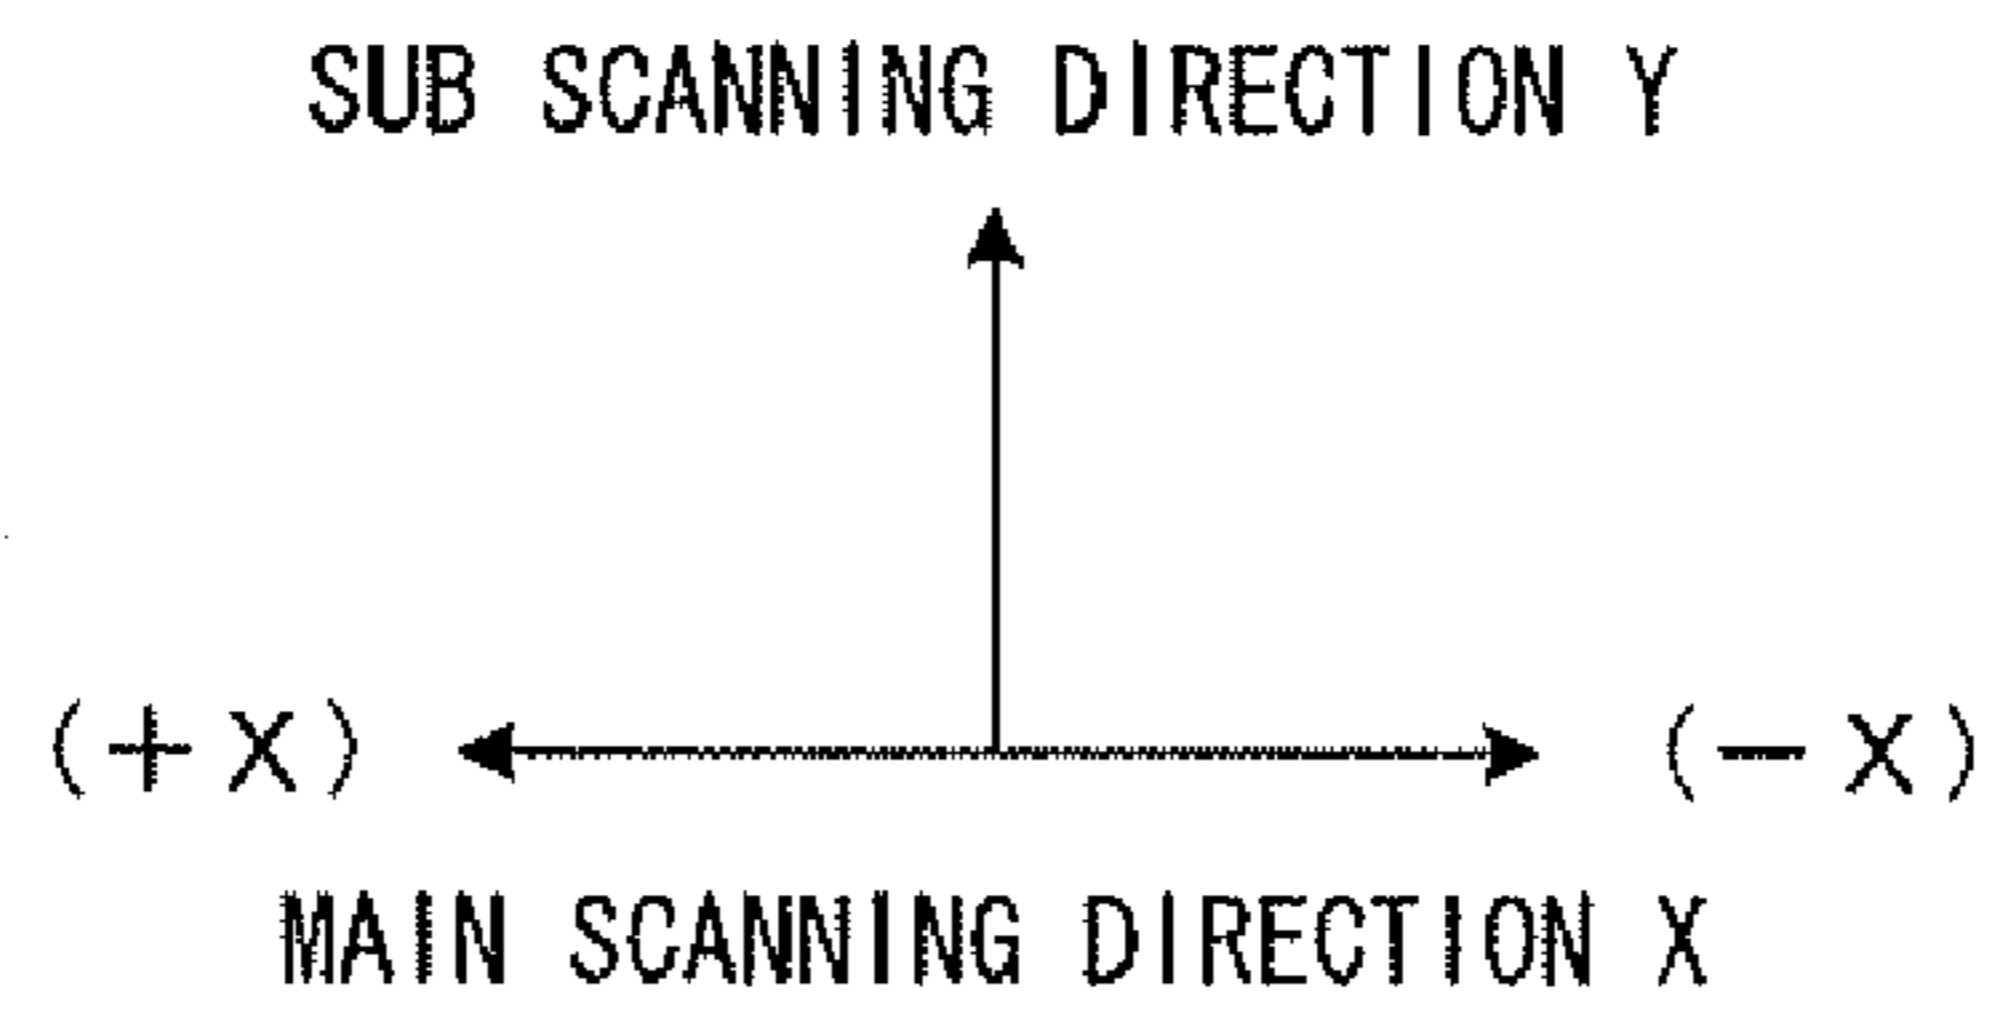 SUB SCANNING DIRECTION Y
(+X) (-X)
MAIN SCANNING DIRECTION X